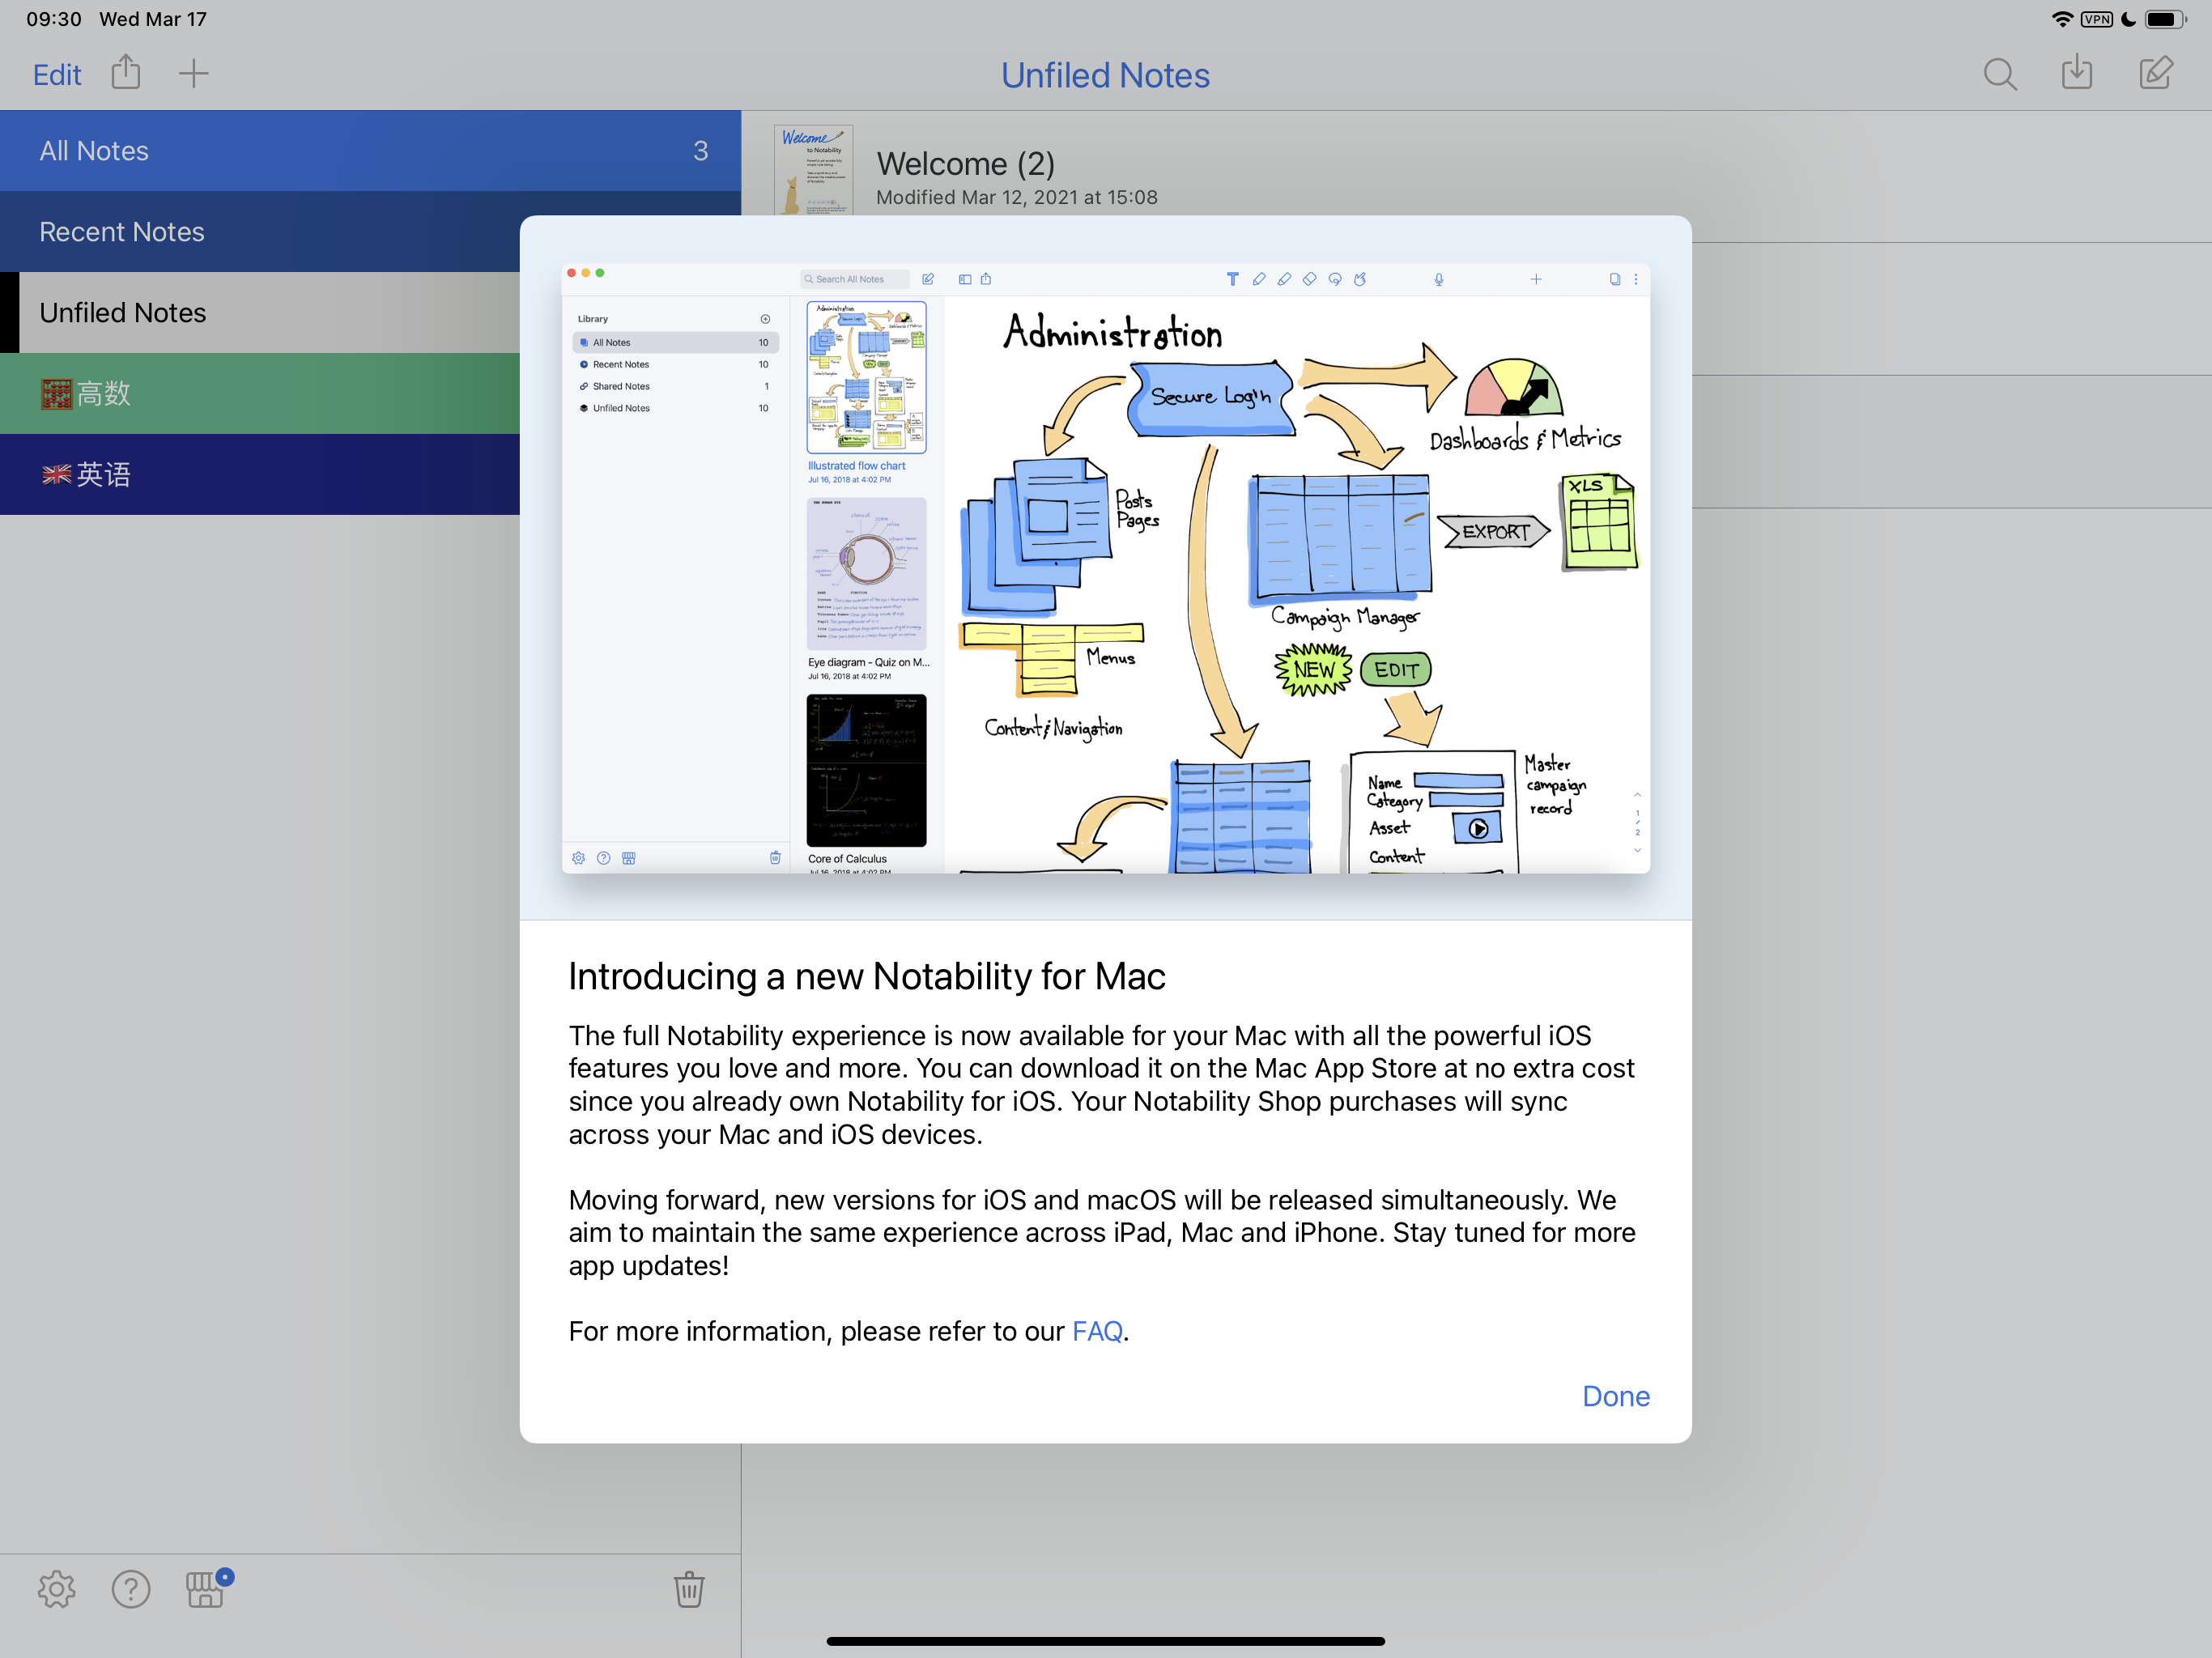 09:30 Wed Mar 17
VPN
Edit
Unfiled Notes
All Notes 3
Recent Notes
Unfiled Notes
高数
英语
Welcome
to Notability
Welcome (2)
Modified Mar 12, 2021 at 15:08
Search All Notes
Library
All Notes 10
Recent Notes 10
Shared Notes 1
Unfiled Notes 10
Illustrated flow chart
Jul 16, 2018 at 4:02 PM
Eye diagram - Quiz on M...
Jul 16, 2018 at 4:02 PM
Core of Calculus
Jul 16, 2018 at 4:02 PM
Administration
Secure Login
Dashboards & Metrics
Posts
Pages
XLS
EXPORT
Campaign Manager
Menus
NEW
EDIT
Content & Navigation
Name
Category
Asset
Content
Master
campaign
record
1
2
Introducing a new Notability for Mac
The full Notability experience is now available for your Mac with all the powerful iOS
features you love and more. You can download it on the Mac App Store at no extra cost
since you already own Notability for iOS. Your Notability Shop purchases will sync
across your Mac and iOS devices.
Moving forward, new versions for iOS and macOS will be released simultaneously. We
aim to maintain the same experience across iPad, Mac and iPhone. Stay tuned for more
app updates!
For more information, please refer to our FAQ.
Done